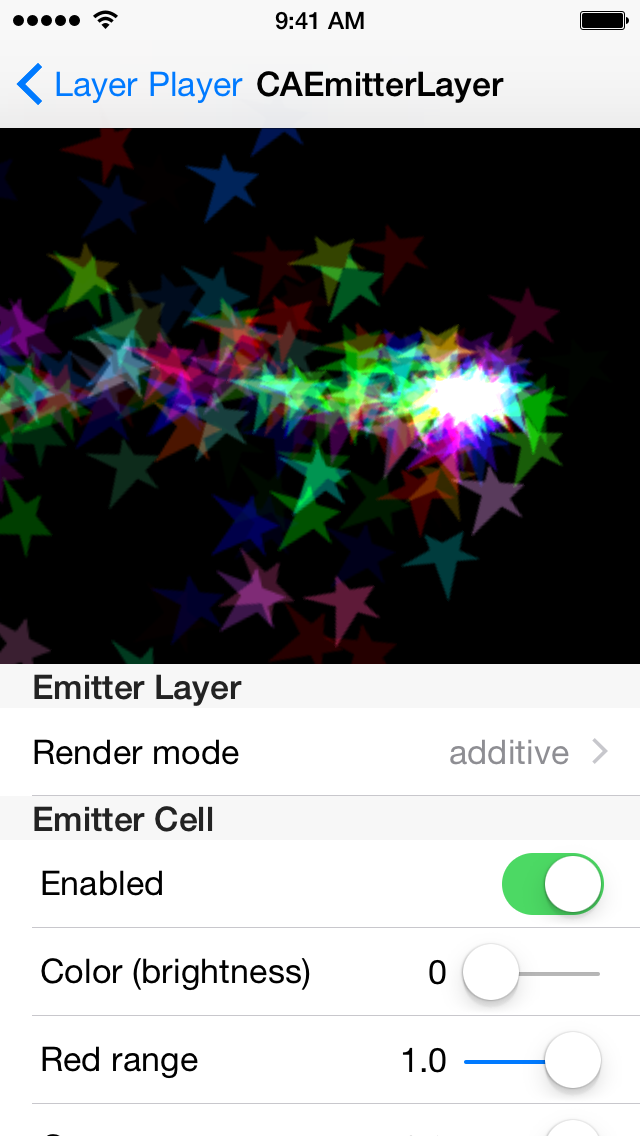 9:41 AM
Layer Player CAEmitterLayer
Emitter Layer
Render mode additive
Emitter Cell
Enabled
Color (brightness) 0
Red range 1.0